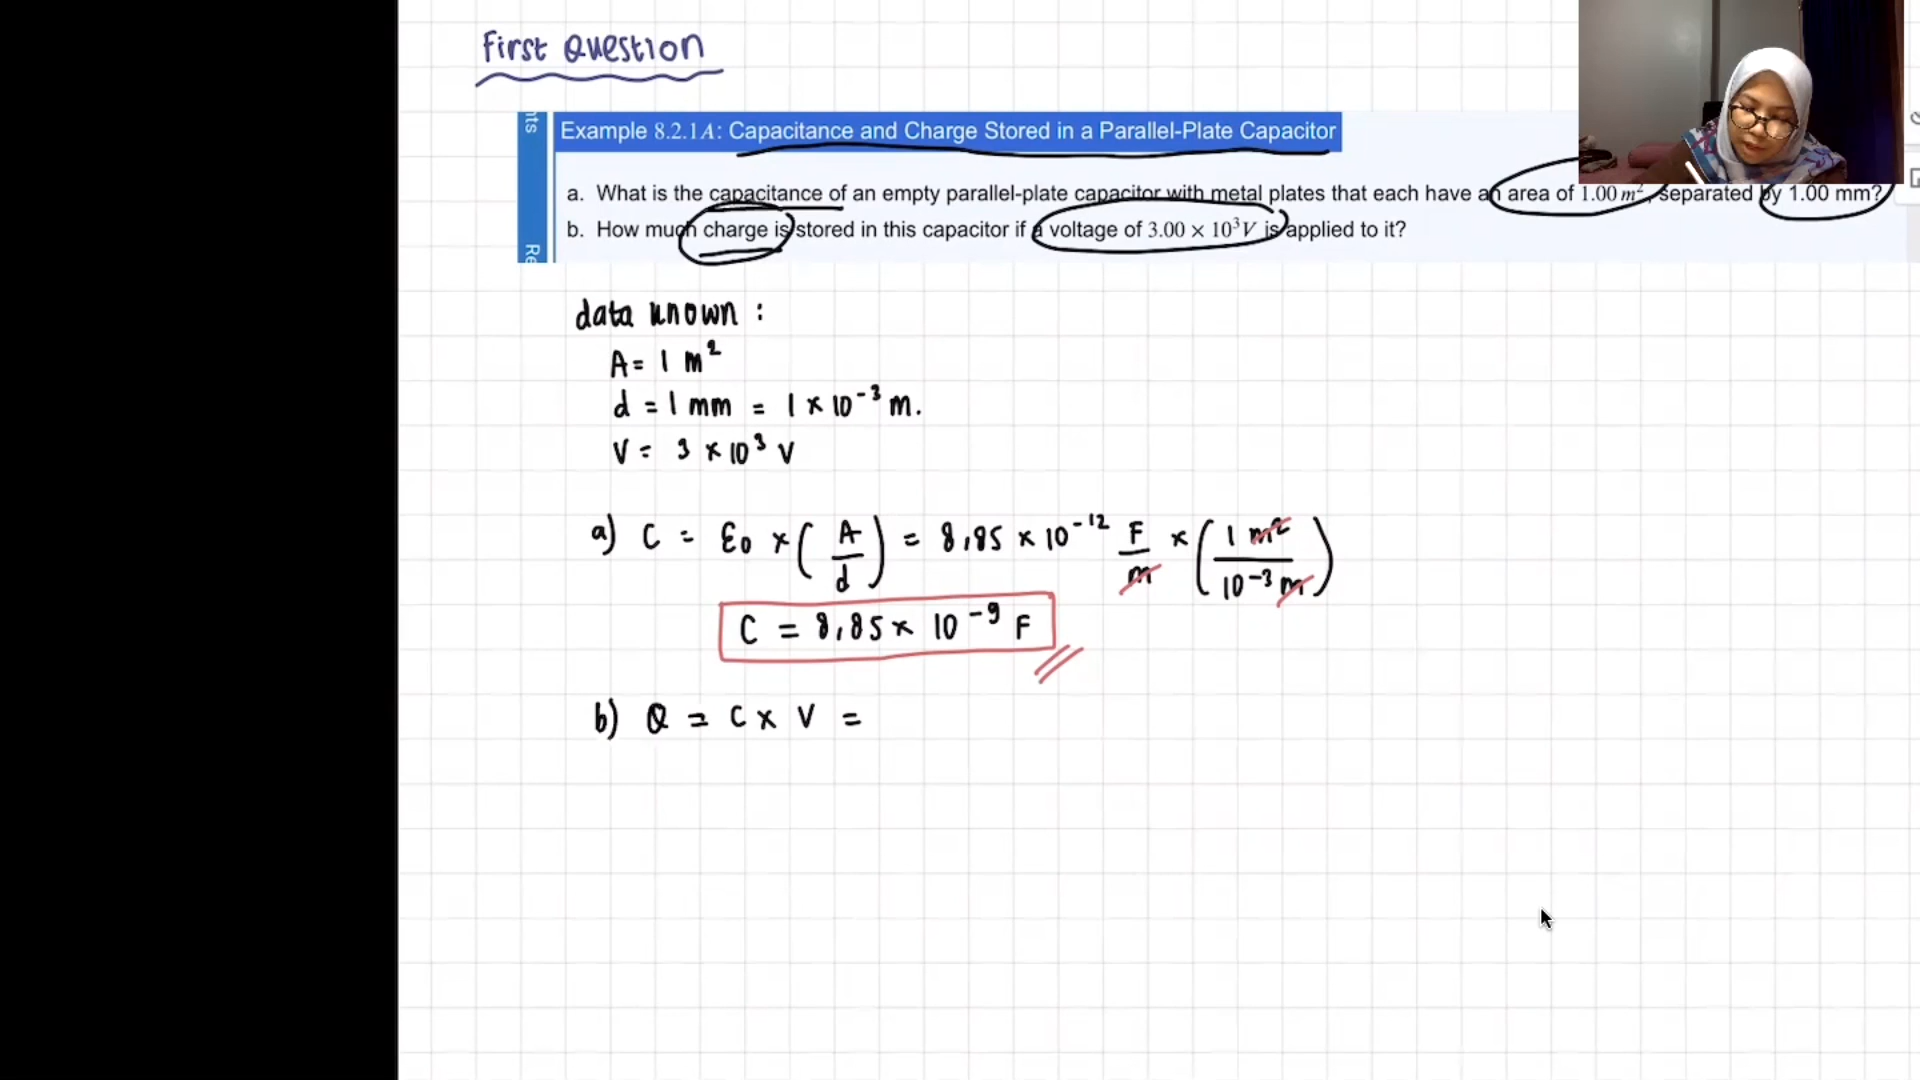 First Question
nts
Example 8.2.1A: Capacitance and Charge Stored in a Parallel-Plate Capacitor
a. What is the capacitance of an empty parallel-plate capacitor with metal plates that each have an area of 1.00 m², separated by 1.00 mm?
b. How much charge is stored in this capacitor if a voltage of 3.00 × 10³ V is applied to it?
Re
data known :
A = 1 m²
d = 1 mm = 1 × 10⁻³ m.
V = 3 × 10³ V
a) C = ε₀ × (A/d) = 8,85 × 10⁻¹² F/m × (1 m²/10⁻³ m)
C = 8,85 × 10⁻⁹ F
b) Q = C × V =